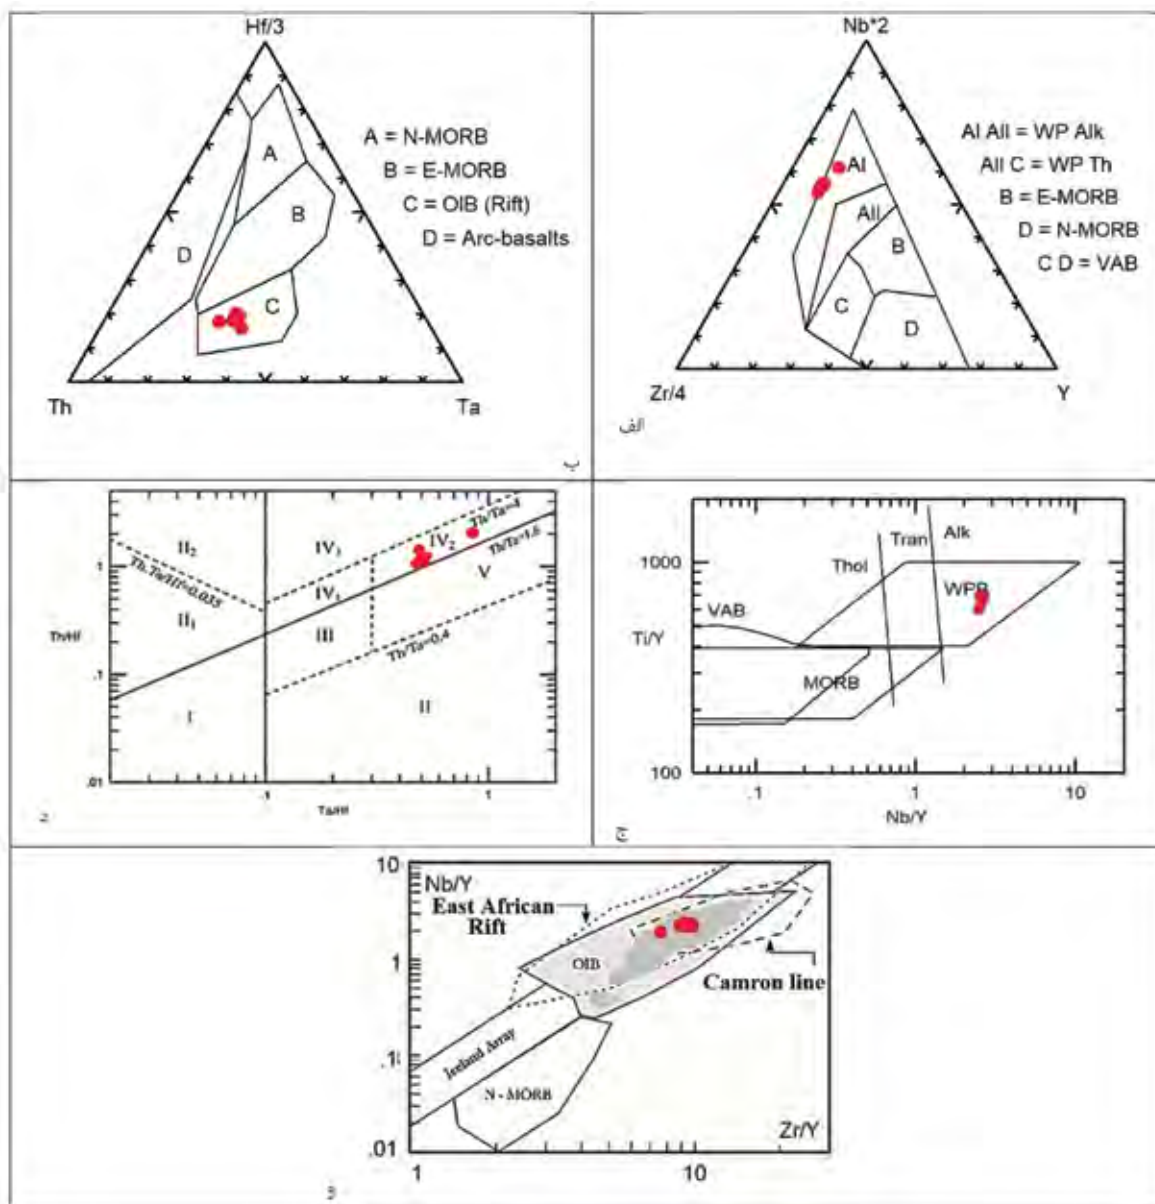 Hf/3
A = N-MORB
B = E-MORB
C = OIB (Rift)
D = Arc-basalts
A
B
D
C
Th
Ta
ب
Nb*2
AI AII = WP Alk
AII C = WP Th
B = E-MORB
D = N-MORB
C D = VAB
AI
AII
B
C
D
Zr/4
Y
الف
Th/Ta=4
II₂
IV₃
IV₂
Th/Ta=1.6
1
V
Th.Ta/Hf=0.035
IV₁
II₁
Th/Hf
III
Th/Ta=0.4
.1
I
II
.01
.1
1
Ta/Hf
د
Tran
Alk
1000
Thol
WPB
VAB
Ti/Y
MORB
100
.1
1
10
Nb/Y
ج
10
Nb/Y
East African
Rift
1
OIB
Camron line
Iceland Array
.1
N - MORB
Zr/Y
.01
1
10